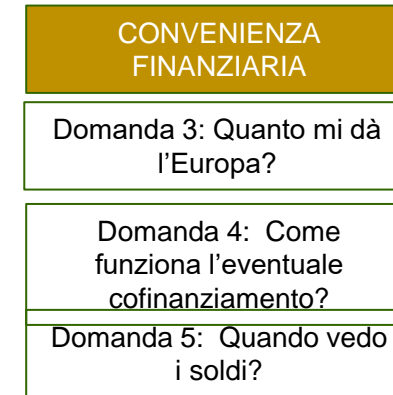 CONVENIENZA
FINANZIARIA
Domanda 3: Quanto mi dà
l’Europa?
Domanda 4: Come
funziona l’eventuale
cofinanziamento?
Domanda 5: Quando vedo
i soldi?